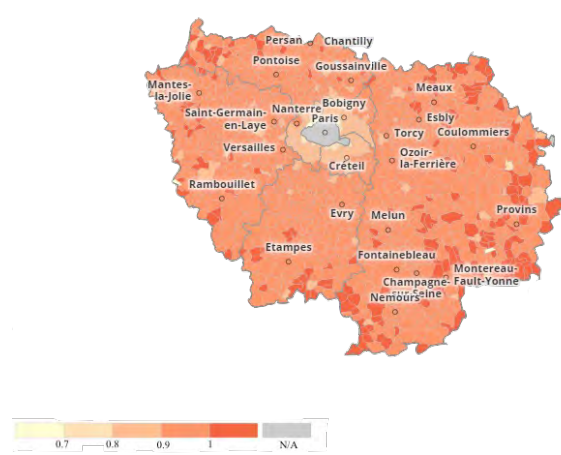 Persan
Chantilly
Pontoise
Goussainville
Mantes-
la-Jolie
Meaux
Saint-Germain-
en-Laye
Nanterre
Bobigny
Paris
Esbly
Torcy
Coulommiers
Versailles
Créteil
Ozoir-
la-Ferrière
Rambouillet
Evry
Melun
Provins
Etampes
Fontainebleau
Champagne-
sur-Seine
Montereau-
Fault-Yonne
Nemours
0.7 0.8 0.9 1 N/A